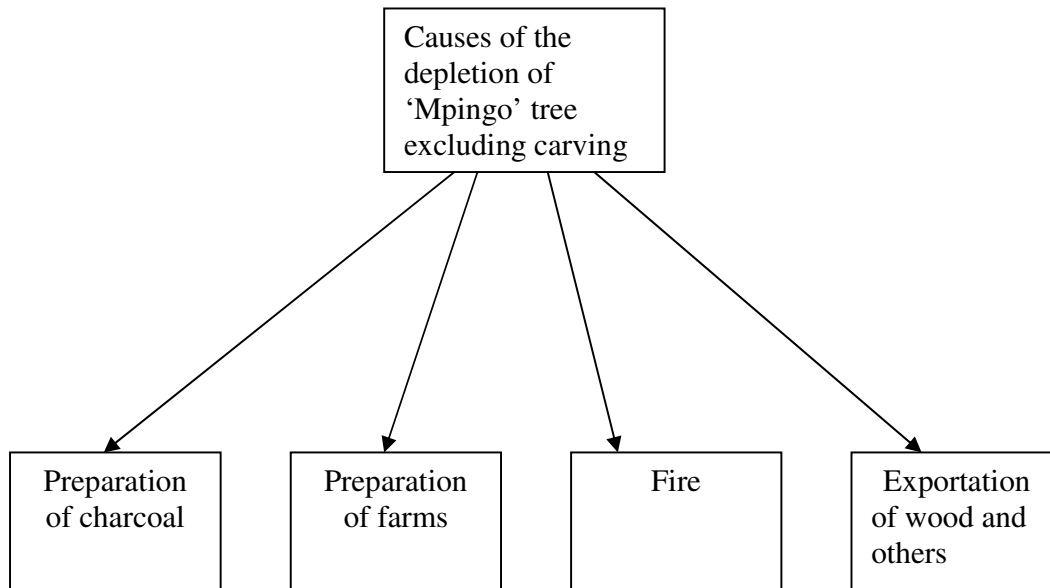 Causes of the
depletion of
‘Mpingo’ tree
excluding carving
Preparation
of charcoal
Preparation
of farms
Fire
Exportation
of wood and
others